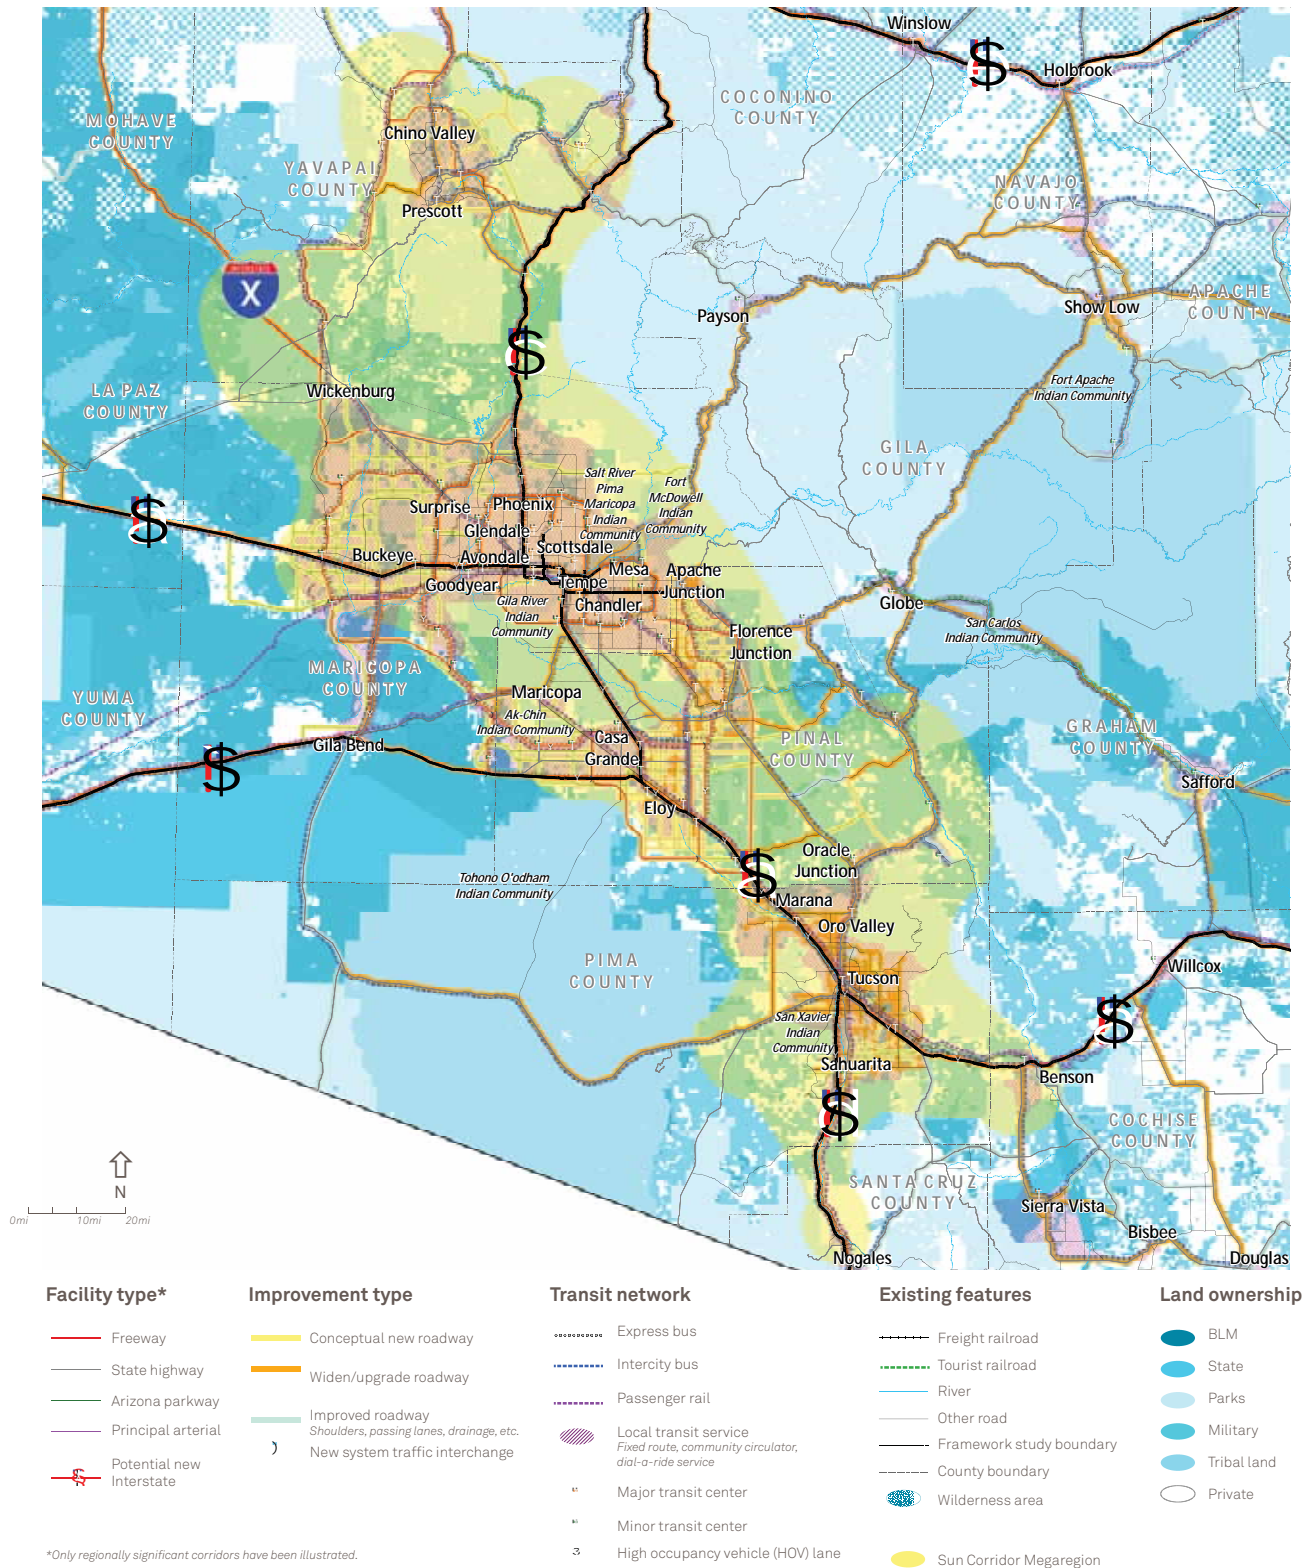 Winslow
Holbrook
COCONINO
COUNTY
MOHAVE
COUNTY
Chino Valley
YAVAPAI
COUNTY
NAVAJO
COUNTY
Prescott
X
APACHE
COUNTY
Payson
Show Low
$
$
Wickenburg
Fort Apache
Indian Community
LA PAZ
COUNTY
GILA
COUNTY
Salt River
Pima
Maricopa
Indian
Community
Fort
McDowell
Indian
Community
Surprise
Phoenix
$
Glendale
Scottsdale
Buckeye
Avondale
Mesa
Apache
Junction
Goodyear
Tempe
Chandler
Gila River
Indian
Community
Globe
San Carlos
Indian Community
Florence
Junction
MARICOPA
COUNTY
YUMA
COUNTY
Maricopa
Ak-Chin
Indian Community
Casa
Grande
PINAL
COUNTY
GRAHAM
COUNTY
Gila Bend
$
Safford
Eloy
Oracle
Junction
$
Tohono O'odham
Indian Community
Marana
Oro Valley
PIMA
COUNTY
Tucson
Willcox
San Xavier
Indian
Community
$
Sahuarita
Benson
$
COCHISE
COUNTY
SANTA CRUZ
COUNTY
Sierra Vista
Bisbee
Nogales
Douglas
N
0mi 10mi 20mi
Facility type*
Freeway
State highway
Arizona parkway
Principal arterial
Potential new
Interstate
*Only regionally significant corridors have been illustrated.
Improvement type
Conceptual new roadway
Widen/upgrade roadway
Improved roadway
Shoulders, passing lanes, drainage, etc.
New system traffic interchange
Transit network
Express bus
Intercity bus
Passenger rail
Local transit service
Fixed route, community circulator,
dial-a-ride service
Major transit center
Minor transit center
High occupancy vehicle (HOV) lane
Existing features
Freight railroad
Tourist railroad
River
Other road
Framework study boundary
County boundary
Wilderness area
Sun Corridor Megaregion
Land ownership
BLM
State
Parks
Military
Tribal land
Private